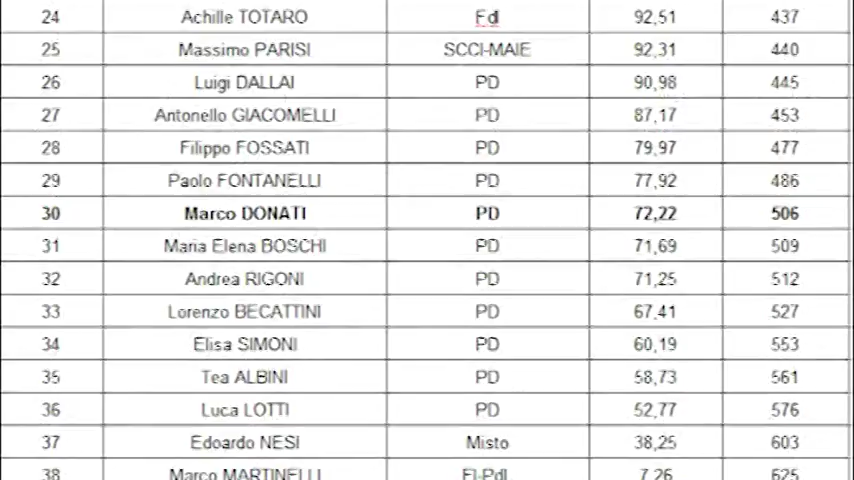 24 Achille TOTARO FdI 92,51 437
25 Massimo PARISI SCCI-MAIE 92,31 440
26 Luigi DALLAI PD 90,98 445
27 Antonello GIACOMELLI PD 87,17 453
28 Filippo FOSSATI PD 79,97 477
29 Paolo FONTANELLI PD 77,92 486
30 Marco DONATI PD 72,22 506
31 Maria Elena BOSCHI PD 71,69 509
32 Andrea RIGONI PD 71,25 512
33 Lorenzo BECATTINI PD 67,41 527
34 Elisa SIMONI PD 60,19 553
35 Tea ALBINI PD 58,73 561
36 Luca LOTTI PD 52,77 576
37 Edoardo NESI Misto 38,25 603
38 Marco MARTINELLI FI-Pdl 7,26 625